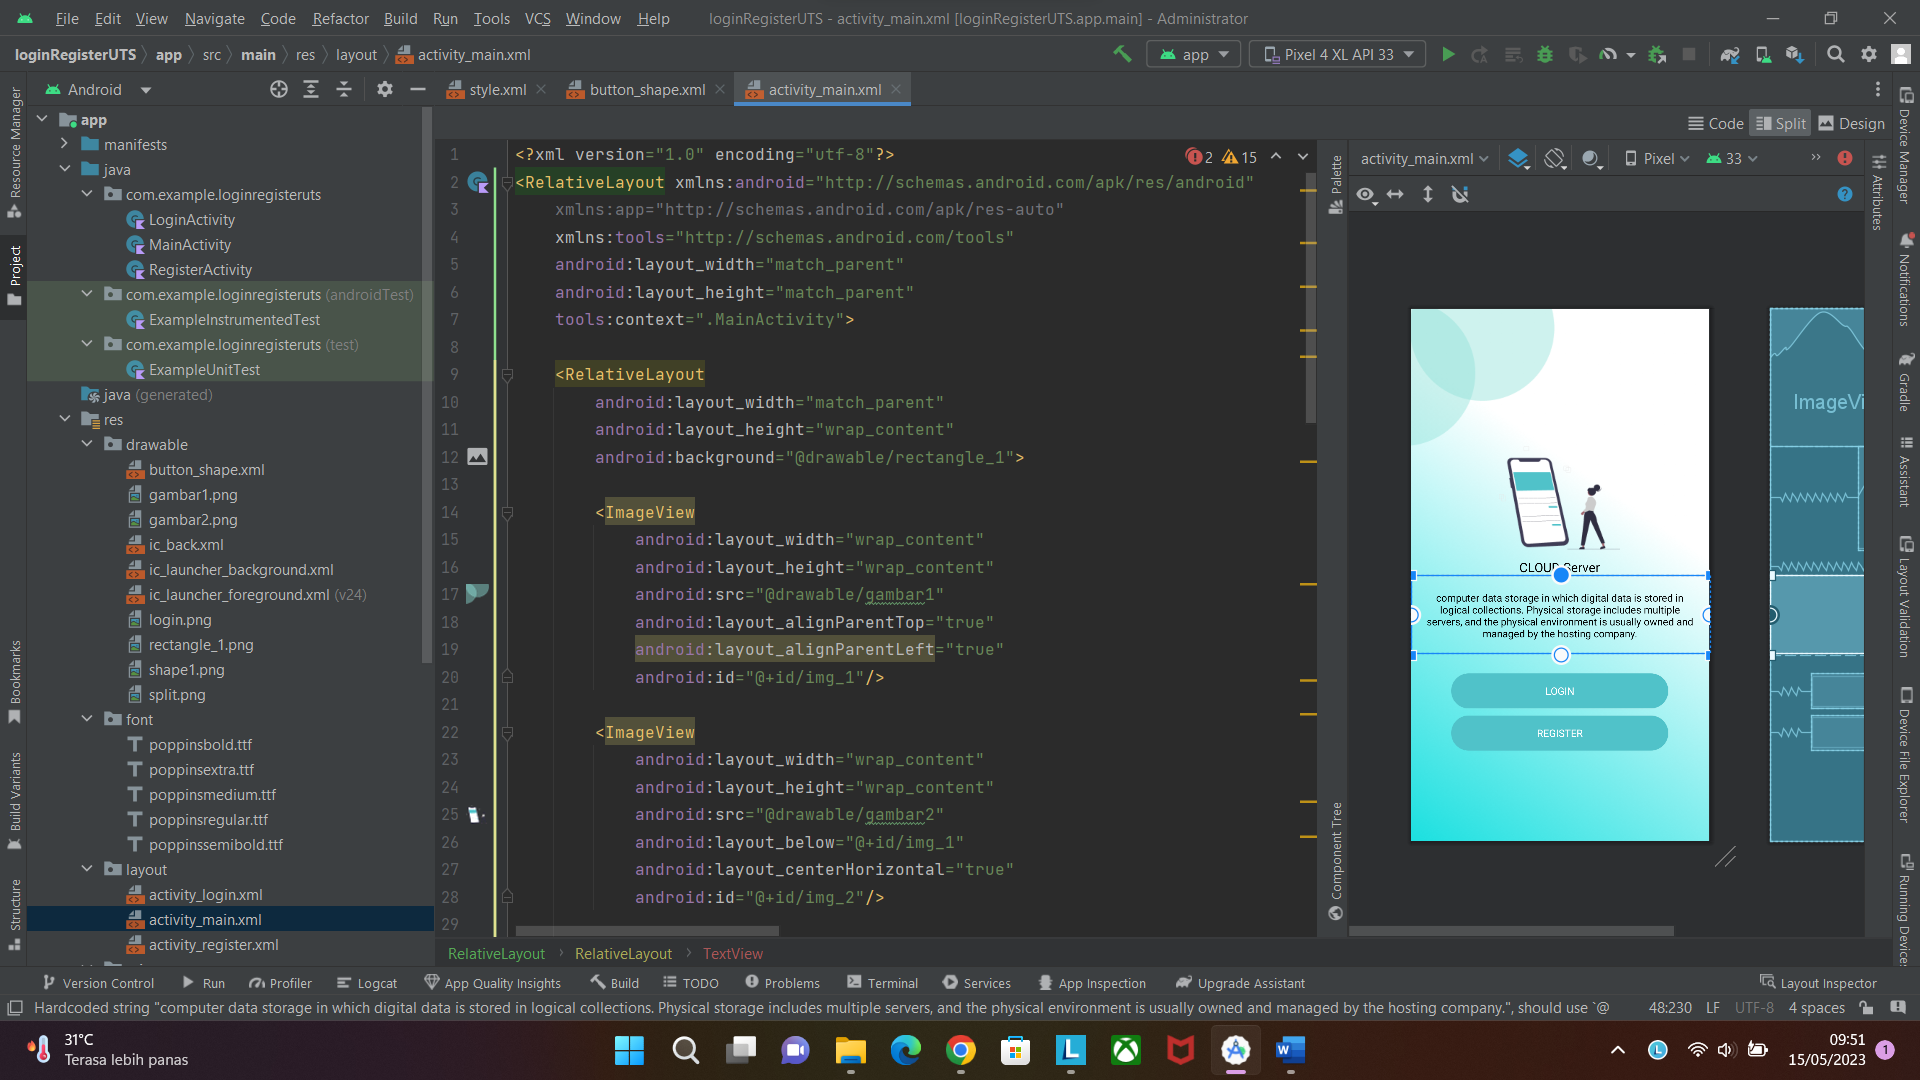 File Edit View Navigate Code Refactor Build Run Tools VCS Window Help loginRegisterUTS - activity_main.xml [loginRegisterUTS.app.main] - Administrator
loginRegisterUTS app src main res layout activity_main.xml app Pixel 4 XL API 33
Android style.xml button_shape.xml activity_main.xml
Code Split Design
Resource Manager
Project
Bookmarks
Build Variants
Structure
app
manifests
java
com.example.loginregisteruts
LoginActivity
MainActivity
RegisterActivity
com.example.loginregisteruts (androidTest)
ExampleInstrumentedTest
com.example.loginregisteruts (test)
ExampleUnitTest
java (generated)
res
drawable
button_shape.xml
gambar1.png
gambar2.png
ic_back.xml
ic_launcher_background.xml
ic_launcher_foreground.xml (v24)
login.png
rectangle_1.png
shape1.png
split.png
font
poppinsbold.ttf
poppinsextra.ttf
poppinsmedium.ttf
poppinsregular.ttf
poppinssemibold.ttf
layout
activity_login.xml
activity_main.xml
activity_register.xml
2 15
1 <?xml version="1.0" encoding="utf-8"?>
2 <RelativeLayout xmlns:android="http://schemas.android.com/apk/res/android"
3 xmlns:app="http://schemas.android.com/apk/res-auto"
4 xmlns:tools="http://schemas.android.com/tools"
5 android:layout_width="match_parent"
6 android:layout_height="match_parent"
7 tools:context=".MainActivity">
8
9 <RelativeLayout
10 android:layout_width="match_parent"
11 android:layout_height="wrap_content"
12 android:background="@drawable/rectangle_1">
13
14 <ImageView
15 android:layout_width="wrap_content"
16 android:layout_height="wrap_content"
17 android:src="@drawable/gambar1"
18 android:layout_alignParentTop="true"
19 android:layout_alignParentLeft="true"
20 android:id="@+id/img_1"/>
21
22 <ImageView
23 android:layout_width="wrap_content"
24 android:layout_height="wrap_content"
25 android:src="@drawable/gambar2"
26 android:layout_below="@+id/img_1"
27 android:layout_centerHorizontal="true"
28 android:id="@+id/img_2"/>
29
RelativeLayout RelativeLayout TextView
Palette
Component Tree
activity_main.xml Pixel 33
CLOUD Server
computer data storage in which digital data is stored in
logical collections. Physical storage includes multiple
servers, and the physical environment is usually owned and
managed by the hosting company.
LOGIN
REGISTER
ImageVi
Attributes
Device Manager
Notifications
Gradle
Assistant
Layout Validation
Device File Explorer
Running Devices
Version Control Run Profiler Logcat App Quality Insights Build TODO Problems Terminal Services App Inspection Upgrade Assistant Layout Inspector
Hardcoded string "computer data storage in which digital data is stored in logical collections. Physical storage includes multiple servers, and the physical environment is usually owned and managed by the hosting company.", should use `@ 48:230 LF UTF-8 4 spaces
31°C
Terasa lebih panas
09:51
15/05/2023
1